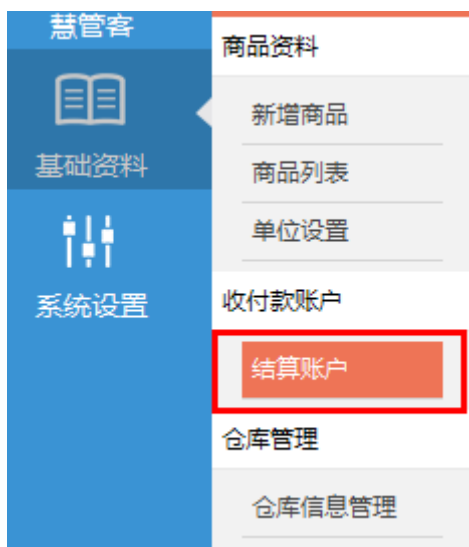 慧管客
基础资料
系统设置
商品资料
新增商品
商品列表
单位设置
收付款账户
结算账户
仓库管理
仓库信息管理